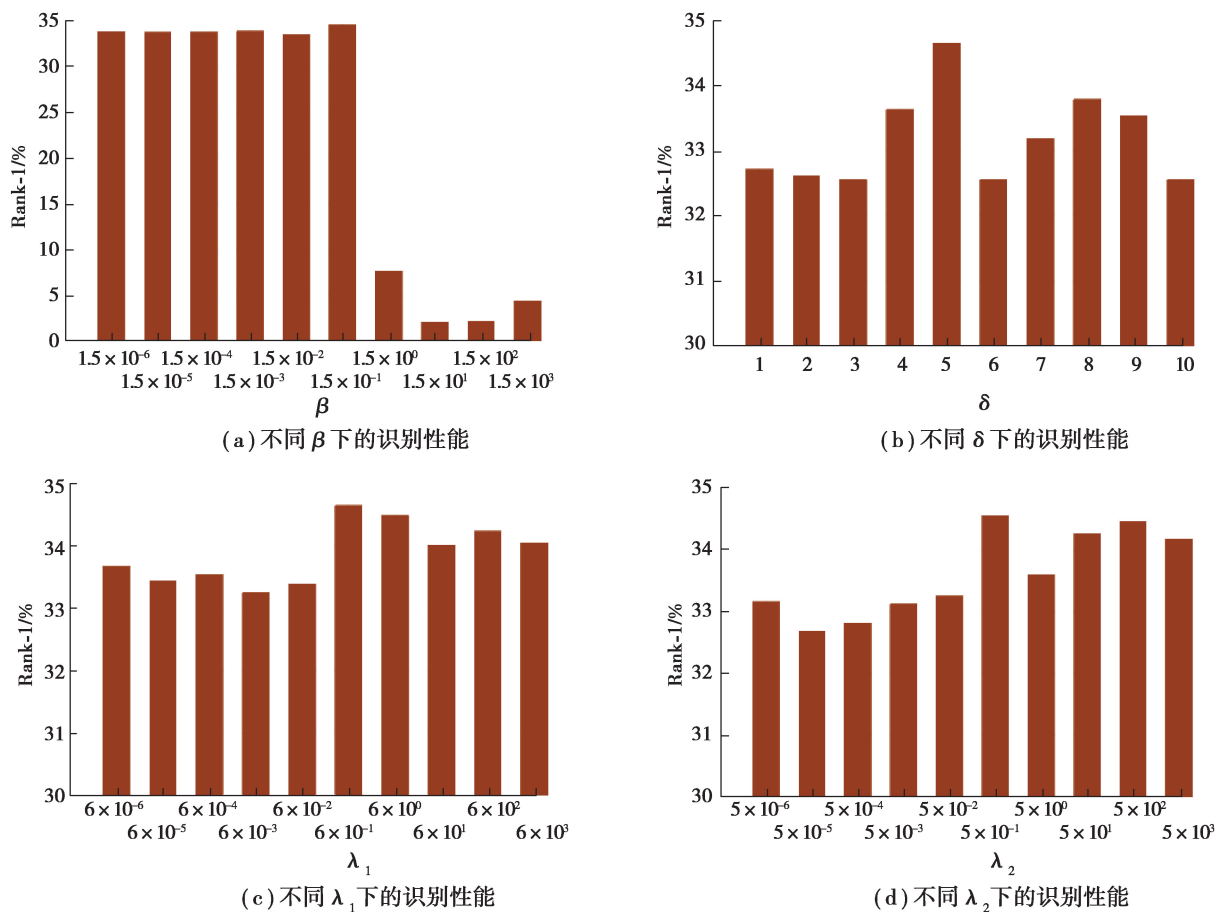 35
30
25
20
15
10
5
0
Rank-1/%
1.5×10⁻⁶ 1.5×10⁻⁴ 1.5×10⁻² 1.5×10⁰ 1.5×10²
1.5×10⁻⁵ 1.5×10⁻³ 1.5×10⁻¹ 1.5×10¹ 1.5×10³
β
(a)不同β下的识别性能
35
34
33
32
31
30
Rank-1/%
1 2 3 4 5 6 7 8 9 10
δ
(b)不同δ下的识别性能
35
34
33
32
31
30
Rank-1/%
6×10⁻⁶ 6×10⁻⁴ 6×10⁻² 6×10⁰ 6×10²
6×10⁻⁵ 6×10⁻³ 6×10⁻¹ 6×10¹ 6×10³
λ₁
(c)不同λ₁下的识别性能
35
34
33
32
31
30
Rank-1/%
5×10⁻⁶ 5×10⁻⁴ 5×10⁻² 5×10⁰ 5×10²
5×10⁻⁵ 5×10⁻³ 5×10⁻¹ 5×10¹ 5×10³
λ₂
(d)不同λ₂下的识别性能